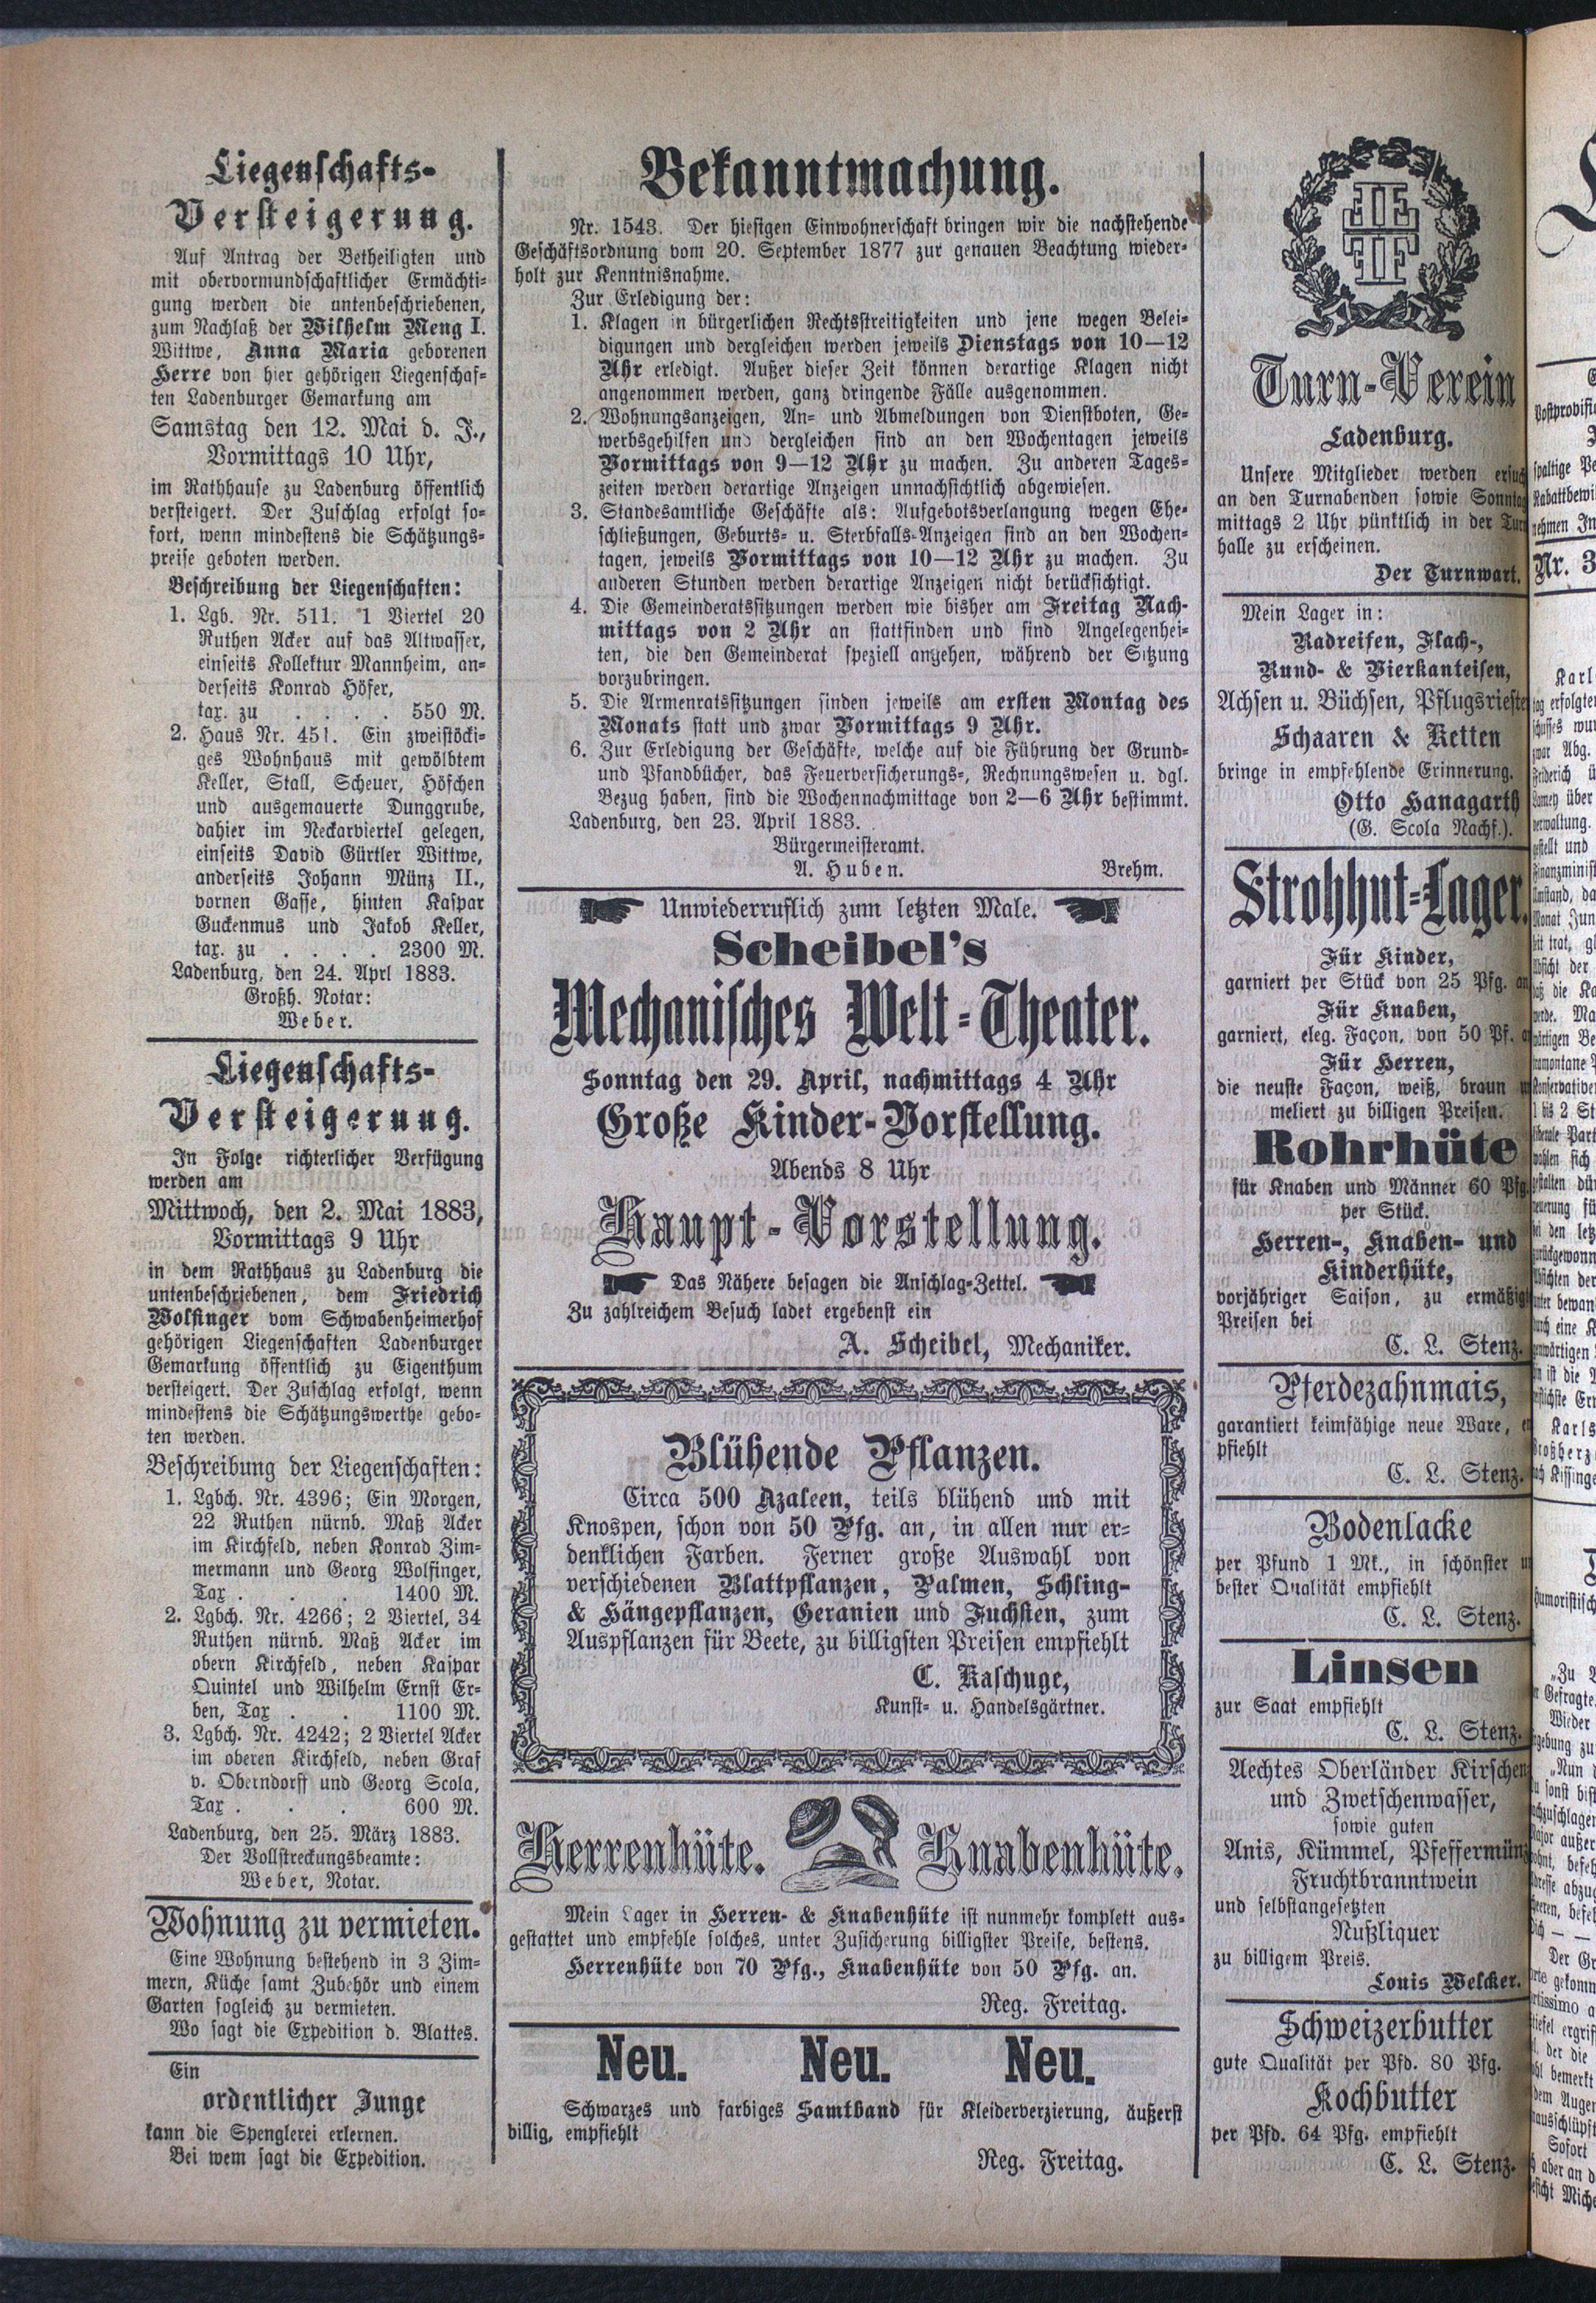 Liegenschafts-
Versteigerung.
Auf Antrag der Betheiligten und
mit obervormundschaftlicher Ermächti-
gung werden die untenbeschriebenen,
zum Nachlaß der Wilhelm Meng I.
Wittwe, Anna Maria geborenen
Herre von hier gehörigen Liegenschaf-
ten Ladenburger Gemarkung am
Samstag den 12. Mai d. J.,
Vormittags 10 Uhr,
im Rathhause zu Ladenburg öffentlich
versteigert. Der Zuschlag erfolgt so-
fort, wenn mindestens die Schätzungs-
preise geboten werden.
Beschreibung der Liegenschaften:
1. Lgb. Nr. 511. 1 Viertel 20
Ruthen Acker auf das Altwasser,
einseits Kollektur Mannheim, an-
derseits Konrad Höfer,
tax. zu . . . . 550 M.
2. Haus Nr. 451. Ein zweistöcki-
ges Wohnhaus mit gewölbtem
Keller, Stall, Scheuer, Höfchen
und ausgemauerte Dunggrube,
dahier im Neckarviertel gelegen,
einseits David Gürtler Wittwe,
anderseits Johann Münz II.,
vornen Gasse, hinten Kaspar
Guckenmus und Jakob Keller,
tax. zu . . . . 2300 M.
Ladenburg, den 24. Aprl 1883.
Großh. Notar:
Weber.
Liegenschafts-
Versteigerung.
In Folge richterlicher Verfügung
werden am
Mittwoch, den 2. Mai 1883,
Vormittags 9 Uhr
in dem Rathhaus zu Ladenburg die
untenbeschriebenen, dem Friedrich
Wolfinger vom Schwabenheimerhof
gehörigen Liegenschaften Ladenburger
Gemarkung öffentlich zu Eigenthum
versteigert. Der Zuschlag erfolgt, wenn
mindestens die Schätzungswerthe gebo-
ten werden.
Beschreibung der Liegenschaften:
1. Lgbch. Nr. 4396; Ein Morgen,
22 Ruthen nürnb. Maß Acker
im Kirchfeld, neben Konrad Zim-
mermann und Georg Wolfinger,
Tax . . . 1400 M.
2. Lgbch. Nr. 4266; 2 Viertel, 34
Ruthen nürnb. Maß Acker im
obern Kirchfeld, neben Kaspar
Quintel und Wilhelm Ernst Er-
ben, Tax . . 1100 M.
3. Lgbch. Nr. 4242; 2 Viertel Acker
im oberen Kirchfeld, neben Graf
v. Oberndorff und Georg Scola,
Tax . . . 600 M.
Ladenburg, den 25. März 1883.
Der Vollstreckungsbeamte:
Weber, Notar.
Wohnung zu vermieten.
Eine Wohnung bestehend in 3 Zim-
mern, Küche samt Zubehör und einem
Garten sogleich zu vermieten.
Wo sagt die Expedition d. Blattes.
Ein
ordentlicher Junge
kann die Spenglerei erlernen.
Bei wem sagt die Expedition.
Bekanntmachung.
Nr. 1543. Der hiesigen Einwohnerschaft bringen wir die nachstehende
Geschäftsordnung vom 20. September 1877 zur genauen Beachtung wieder-
holt zur Kenntnisnahme.
Zur Erledigung der:
1. Klagen in bürgerlichen Rechtsstreitigkeiten und jene wegen Belei-
digungen und dergleichen werden jeweils Dienstags von 10—12
Uhr erledigt. Außer dieser Zeit können derartige Klagen nicht
angenommen werden, ganz dringende Fälle ausgenommen.
2. Wohnungsanzeigen, An- und Abmeldungen von Dienstboten, Ge-
werbsgehilfen und dergleichen sind an den Wochentagen jeweils
Vormittags von 9—12 Uhr zu machen. Zu anderen Tages-
zeiten werden derartige Anzeigen unnachsichtlich abgewiesen.
3. Standesamtliche Geschäfte als: Aufgebotsverlangung wegen Ehe-
schließungen, Geburts- u. Sterbfalls-Anzeigen sind an den Wochen-
tagen, jeweils Vormittags von 10—12 Uhr zu machen. Zu
anderen Stunden werden derartige Anzeigen nicht berücksichtigt.
4. Die Gemeinderatssitzungen werden wie bisher am Freitag Nach-
mittags von 2 Uhr an stattfinden und sind Angelegenhei-
ten, die den Gemeinderat speziell angehen, während der Sitzung
vorzubringen.
5. Die Armenratssitzungen finden jeweils am ersten Montag des
Monats statt und zwar Vormittags 9 Uhr.
6. Zur Erledigung der Geschäfte, welche auf die Führung der Grund-
und Pfandbücher, das Feuerversicherungs-, Rechnungswesen u. dgl.
Bezug haben, sind die Wochennachmittage von 2—6 Uhr bestimmt.
Ladenburg, den 23. April 1883.
Bürgermeisteramt.
A. Huben. Brehm.
Unwiederruflich zum letzten Male.
Scheibel's
Mechanisches Welt-Theater.
Sonntag den 29. April, nachmittags 4 Uhr
Große Kinder-Vorstellung.
Abends 8 Uhr
Haupt-Vorstellung.
Das Nähere besagen die Anschlag-Zettel.
Zu zahlreichem Besuch ladet ergebenst ein
A. Scheibel, Mechaniker.
Blühende Pflanzen.
Circa 500 Azaleen, teils blühend und mit
Knospen, schon von 50 Pfg. an, in allen nur er-
denklichen Farben. Ferner große Auswahl von
verschiedenen Blattpflanzen, Palmen, Schling-
& Hängepflanzen, Geranien und Fuchsien, zum
Auspflanzen für Beete, zu billigsten Preisen empfiehlt
C. Kaschuge,
Kunst- u. Handelsgärtner.
Herrenhüte. Knabenhüte.
Mein Lager in Herren- & Knabenhüte ist nunmehr komplett aus-
gestattet und empfehle solches, unter Zusicherung billigster Preise, bestens.
Herrenhüte von 70 Pfg., Knabenhüte von 50 Pfg. an.
Reg. Freitag.
Neu. Neu. Neu.
Schwarzes und farbiges Samtband für Kleiderverzierung, äußerst
billig, empfiehlt
Reg. Freitag.
Turn-Verein
Ladenburg.
Unsere Mitglieder werden ersuch
an den Turnabenden sowie Sonntag
mittags 2 Uhr pünktlich in der Turn
halle zu erscheinen.
Der Turnwart.
Mein Lager in:
Radreifen, Flach-,
Rund- & Vierkanteisen,
Achsen u. Büchsen, Pflugsrieste
Schaaren & Ketten
bringe in empfehlende Erinnerung.
Otto Hanagarth
(G. Scola Nachf.).
Strohhut-Lager.
Für Kinder,
garniert per Stück von 25 Pfg. an
Für Knaben,
garniert, eleg. Façon, von 50 Pf. a
Für Herren,
die neuste Façon, weiß, braun
meliert zu billigen Preisen.
Rohrhüte
für Knaben und Männer 60 Pfg.
per Stück.
Herren-, Knaben- und
Kinderhüte,
vorjähriger Saison, zu ermäßigt
Preisen bei
C. L. Stenz.
Pferdezahnmais,
garantiert keimfähige neue Ware, em
pfiehlt
C. L. Stenz.
Bodenlacke
per Pfund 1 Mk., in schönster u
bester Qualität empfiehlt
C. L. Stenz.
Linsen
zur Saat empfiehlt
C. L. Stenz.
Aechtes Oberländer Kirschen
und Zwetschenwasser,
sowie guten
Anis, Kümmel, Pfeffermünz
Fruchtbranntwein
und selbstangesetzten
Nußliquer
zu billigem Preis.
Louis Welcker.
Schweizerbutter
gute Qualität per Pfd. 80 Pfg.
Kochbutter
per Pfd. 64 Pfg. empfiehlt
C. L. Stenz.